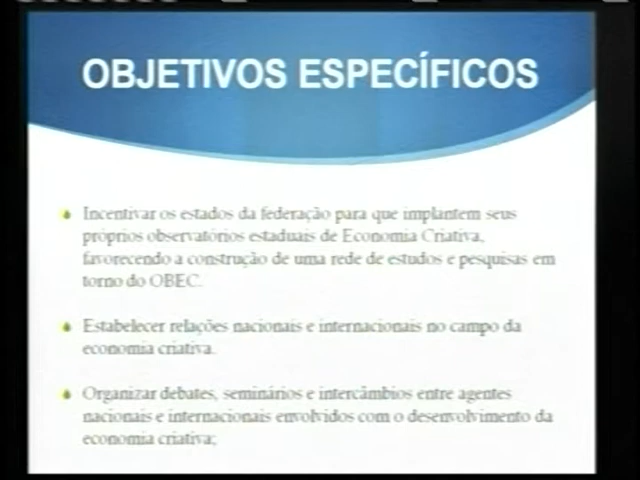 OBJETIVOS ESPECÍFICOS
Incentivar os estados da federação para que implantem seus
próprios observatórios estaduais de Economia Criativa,
favorecendo a construção de uma rede de estudos e pesquisas em
torno do OBEC.
Estabelecer relações nacionais e internacionais no campo da
economia criativa.
Organizar debates, seminários e intercâmbios entre agentes
nacionais e internacionais envolvidos com o desenvolvimento da
economia criativa;